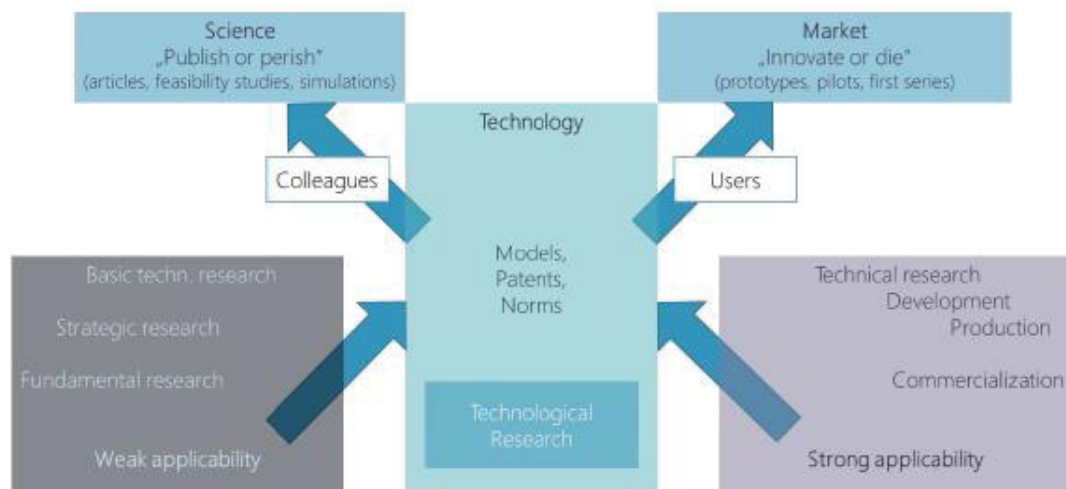 Science
„Publish or perish“
(articles, feasibility studies, simulations)
Market
„Innovate or die“
(prototypes, pilots, first series)
Technology
Colleagues
Users
Models,
Patents,
Norms
Basic techn. research
Strategic research
Fundamental research
Weak applicability
Technological
Research
Technical research
Development
Production
Commercialization
Strong applicability